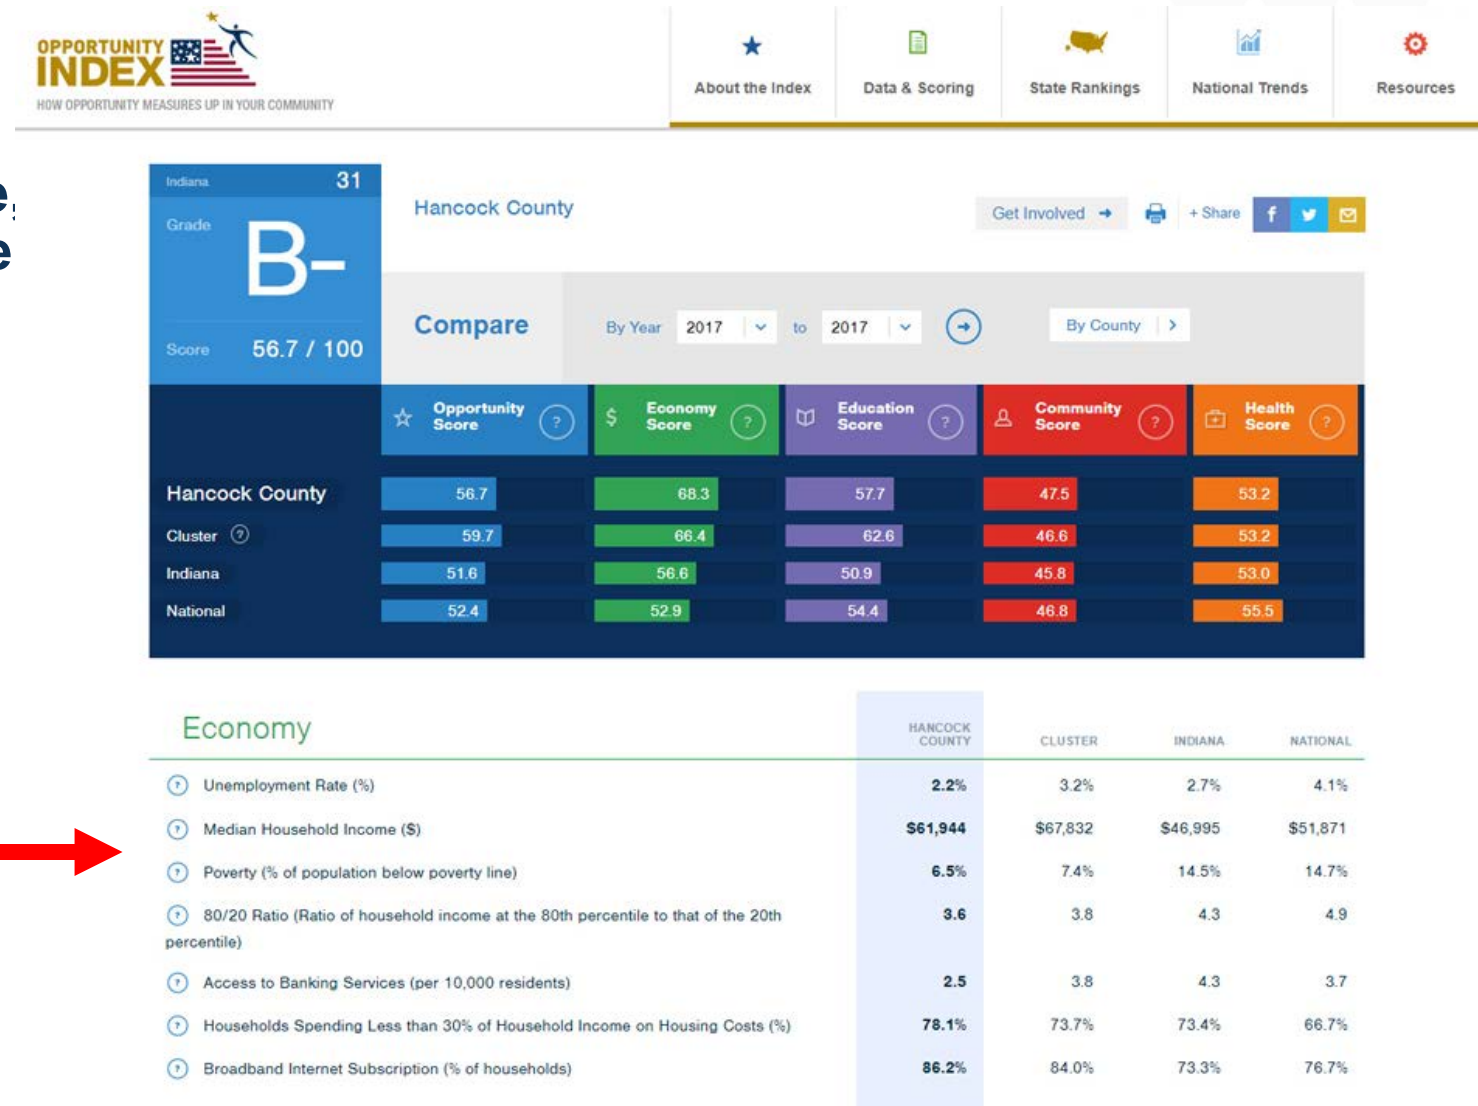 OPPORTUNITY
INDEX
HOW OPPORTUNITY MEASURES UP IN YOUR COMMUNITY
About the Index
Data & Scoring
State Rankings
National Trends
Resources
e,
e
Indiana 31
Grade
B-
Score 56.7 / 100
Hancock County
Get Involved
+ Share
Compare
By Year 2017 to 2017
By County
Opportunity Score ?
$ Economy Score ?
Education Score ?
Community Score ?
Health Score ?
Hancock County 56.7 68.3 57.7 47.5 53.2
Cluster ? 59.7 66.4 62.6 46.6 53.2
Indiana 51.6 56.6 50.9 45.8 53.0
National 52.4 52.9 54.4 46.8 55.5
Economy
HANCOCK COUNTY CLUSTER INDIANA NATIONAL
? Unemployment Rate (%) 2.2% 3.2% 2.7% 4.1%
? Median Household Income ($) $61,944 $67,832 $46,995 $51,871
? Poverty (% of population below poverty line) 6.5% 7.4% 14.5% 14.7%
? 80/20 Ratio (Ratio of household income at the 80th percentile to that of the 20th 3.6 3.8 4.3 4.9
percentile)
? Access to Banking Services (per 10,000 residents) 2.5 3.8 4.3 3.7
? Households Spending Less than 30% of Household Income on Housing Costs (%) 78.1% 73.7% 73.4% 66.7%
? Broadband Internet Subscription (% of households) 86.2% 84.0% 73.3% 76.7%